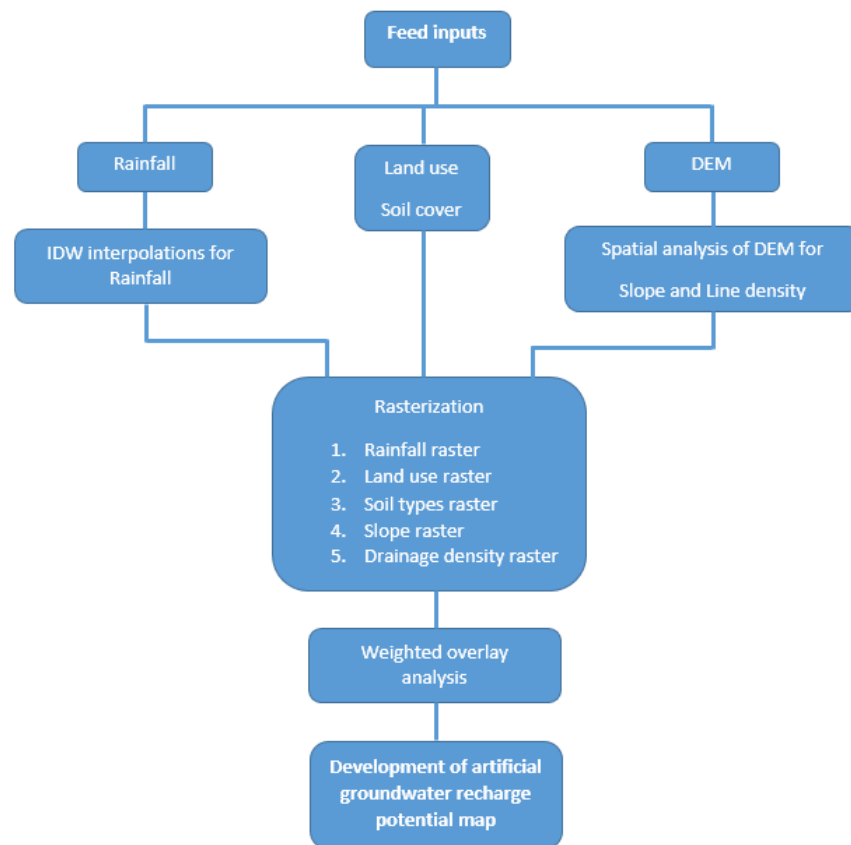 Feed inputs
Rainfall
Land use
Soil cover
DEM
IDW interpolations for
Rainfall
Spatial analysis of DEM for
Slope and Line density
Rasterization
1. Rainfall raster
2. Land use raster
3. Soil types raster
4. Slope raster
5. Drainage density raster
Weighted overlay
analysis
Development of artificial
groundwater recharge
potential map